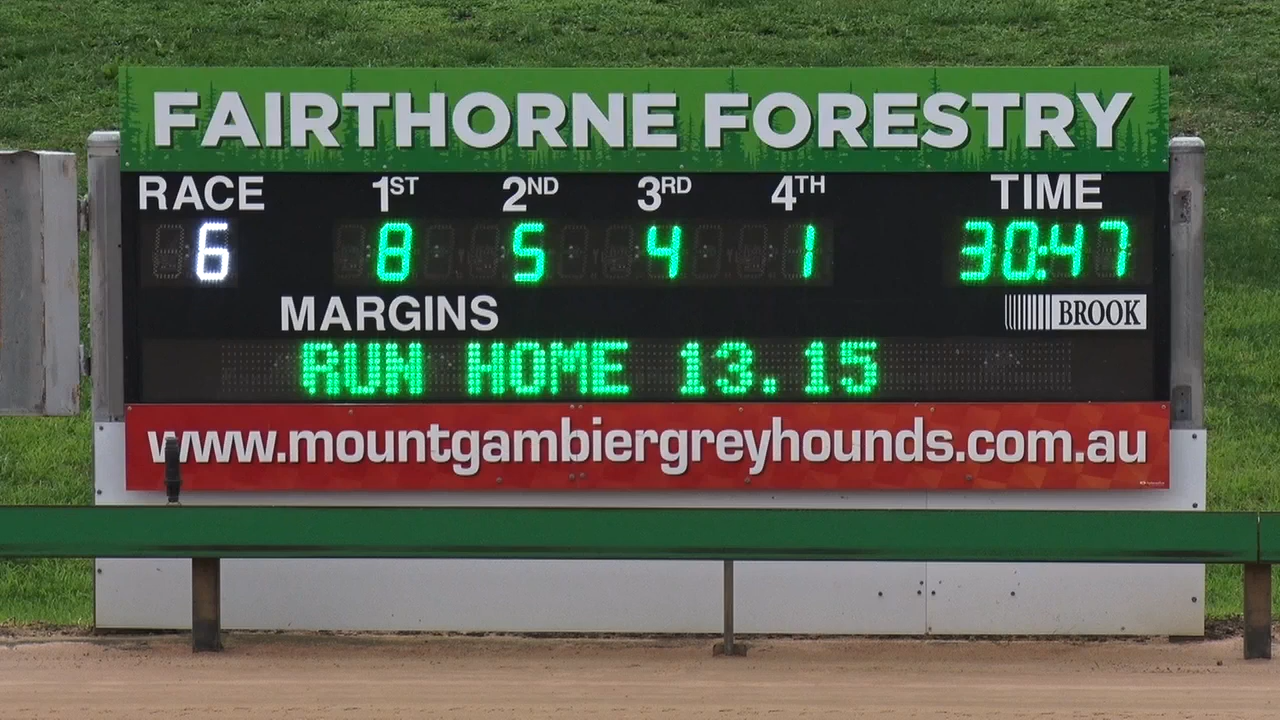 FAIRTHORNE FORESTRY
RACE 1ST 2ND 3RD 4TH TIME
6 8 5 4 1 30:47
MARGINS BROOK
RUN HOME 13.15
www.mountgambiergreyhounds.com.au